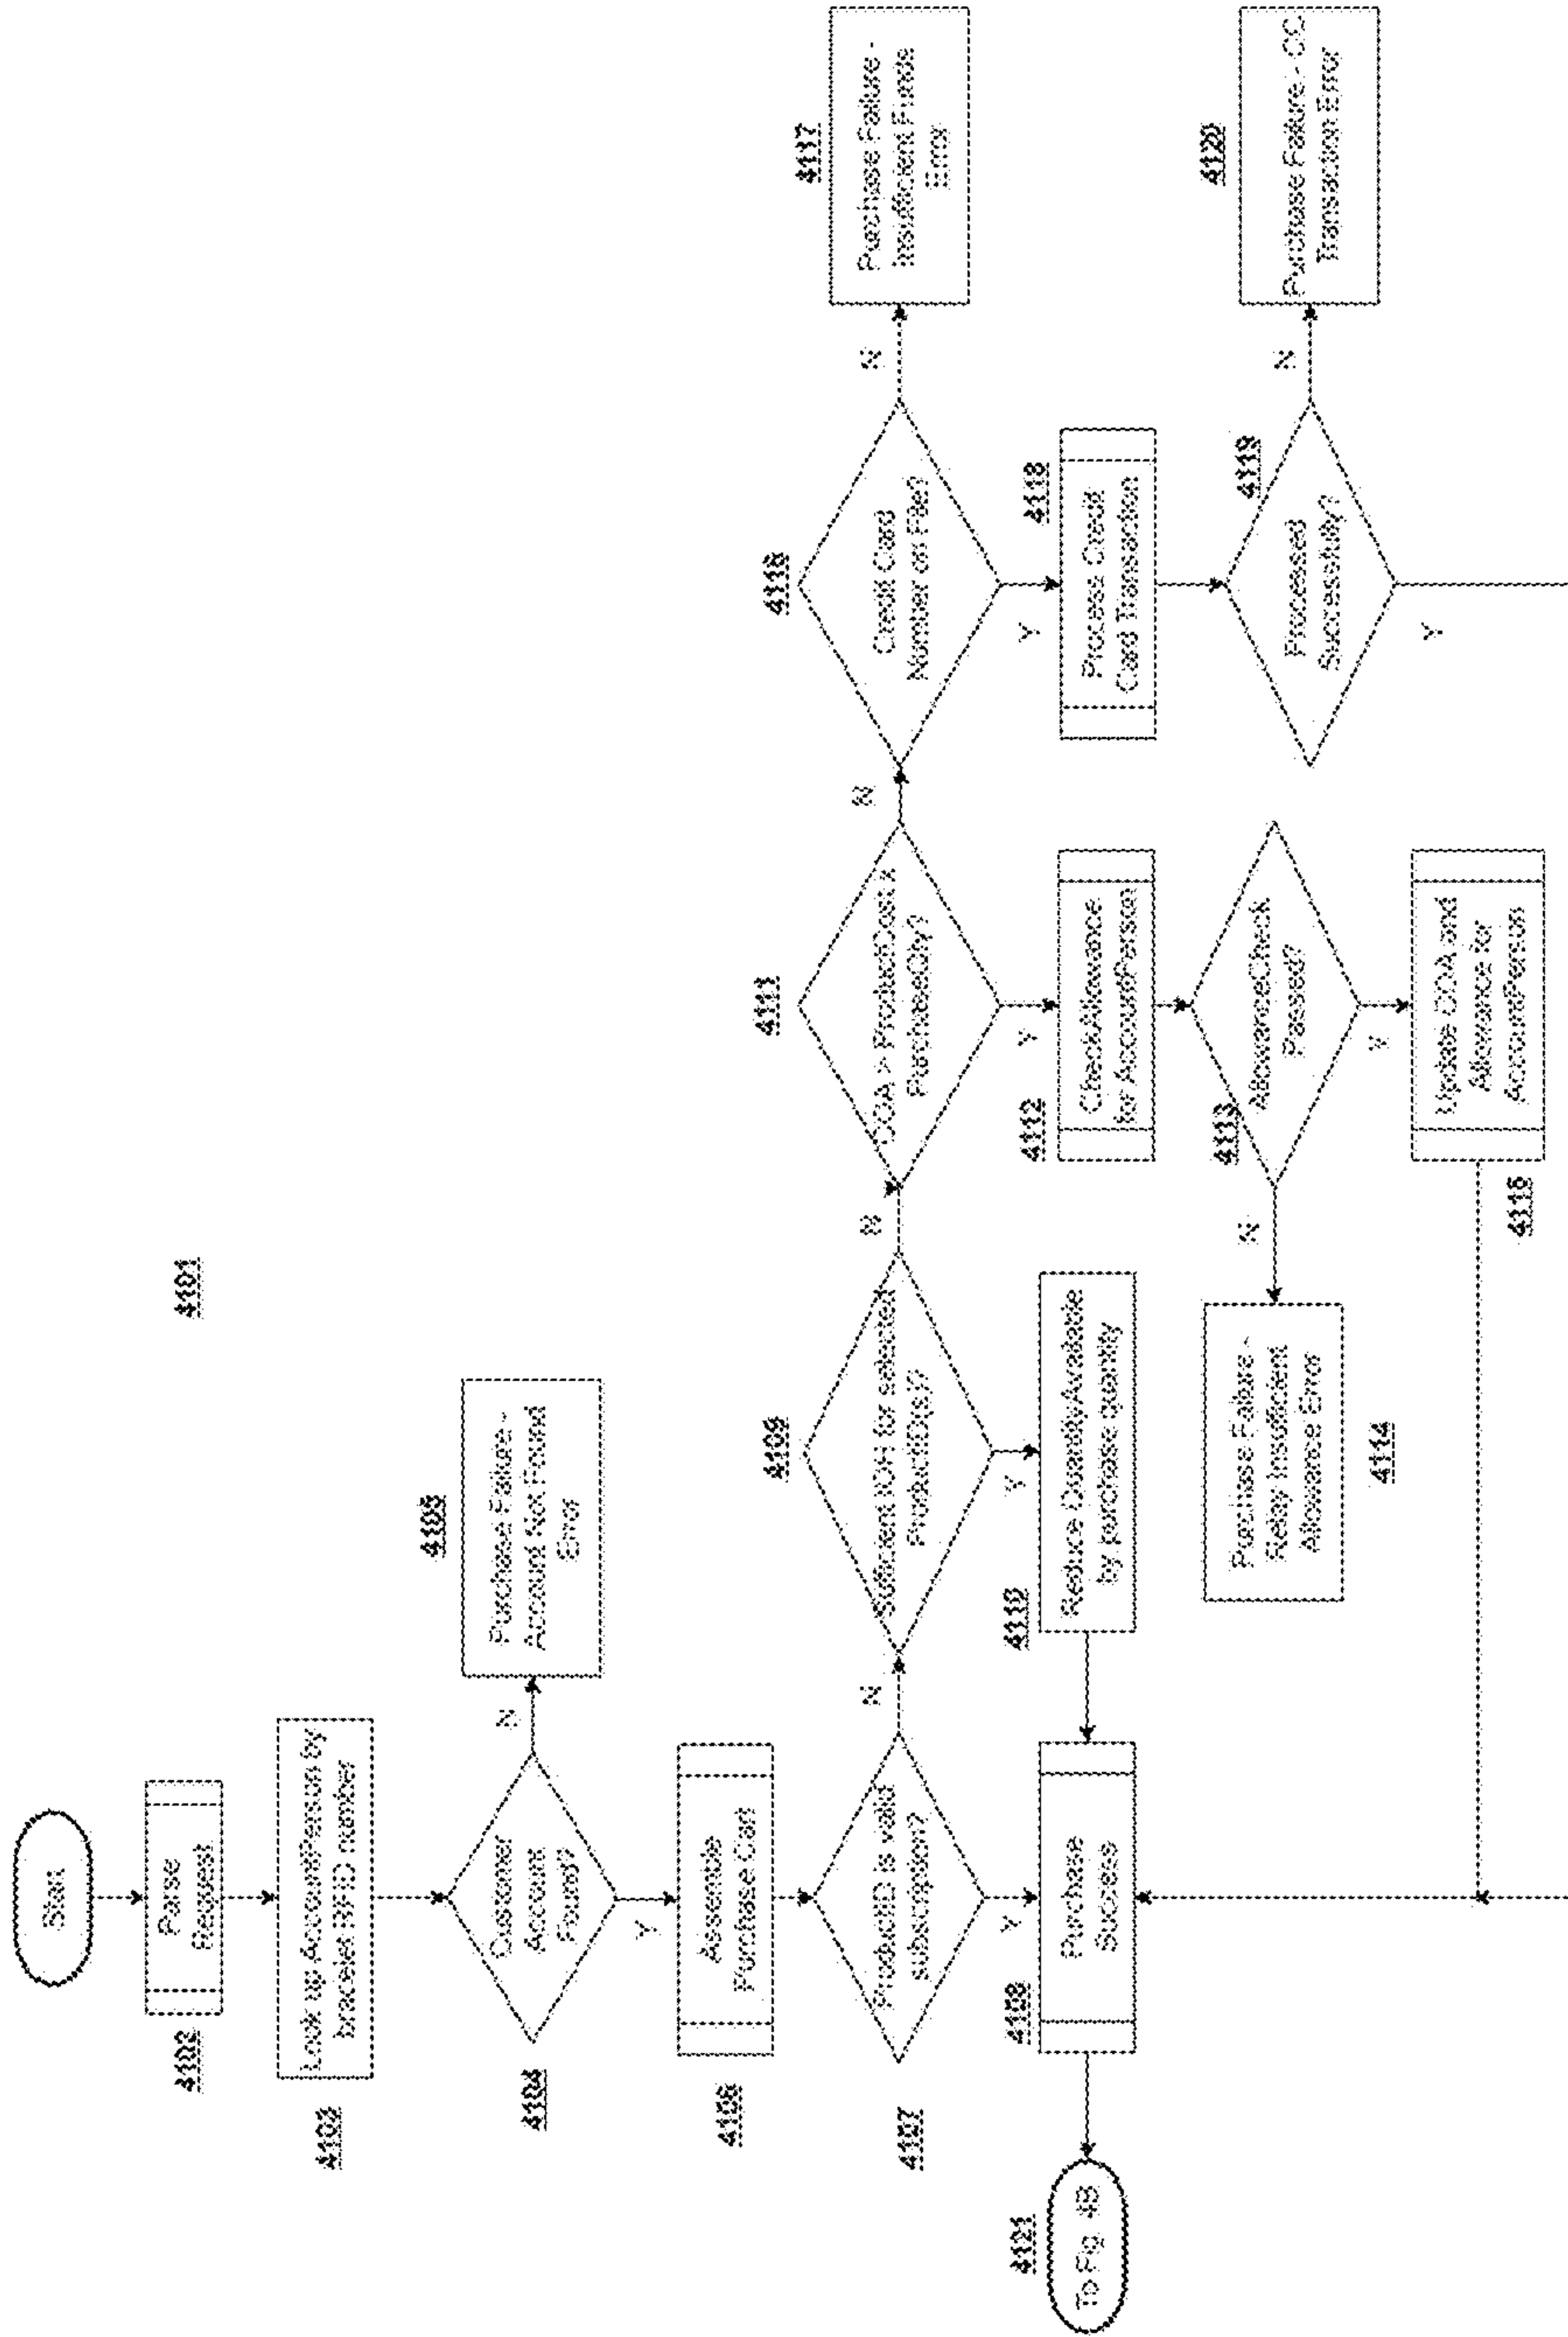 4101
Start
4102
Parse
Request
4103
Look up AccountPerson by
bracelet RFID number
4104
Customer
Account
Found?
N
Y
4105
Purchase Failure -
Account Not Found
Error
4106
Assemble
Purchase Cart
4107
ProductID is valid
subscription?
N
Y
4108
Purchase
Success
4121
To Fig. 4B
4109
Sufficient IOH for selected
ProductID(s)?
N
Y
4110
Reduce QuantityAvailable
by purchase quantity
4111
COA > ProductCost x
PurchaseQty?
N
Y
4112
CheckAllowance
for AccountPerson
4113
AllowanceCheck
Passed?
N
Y
4114
Purchase Failure -
Relay Insufficient
Allowance Error
4115
Update COA and
Allowance for
AccountPerson
4116
Credit Card
Number on File?
N
Y
4117
Purchase Failure -
Insufficient Funds
Error
4118
Process Credit
Card Transaction
4119
Processed
Successfully?
N
Y
4120
Purchase Failure - CC
Transaction Error